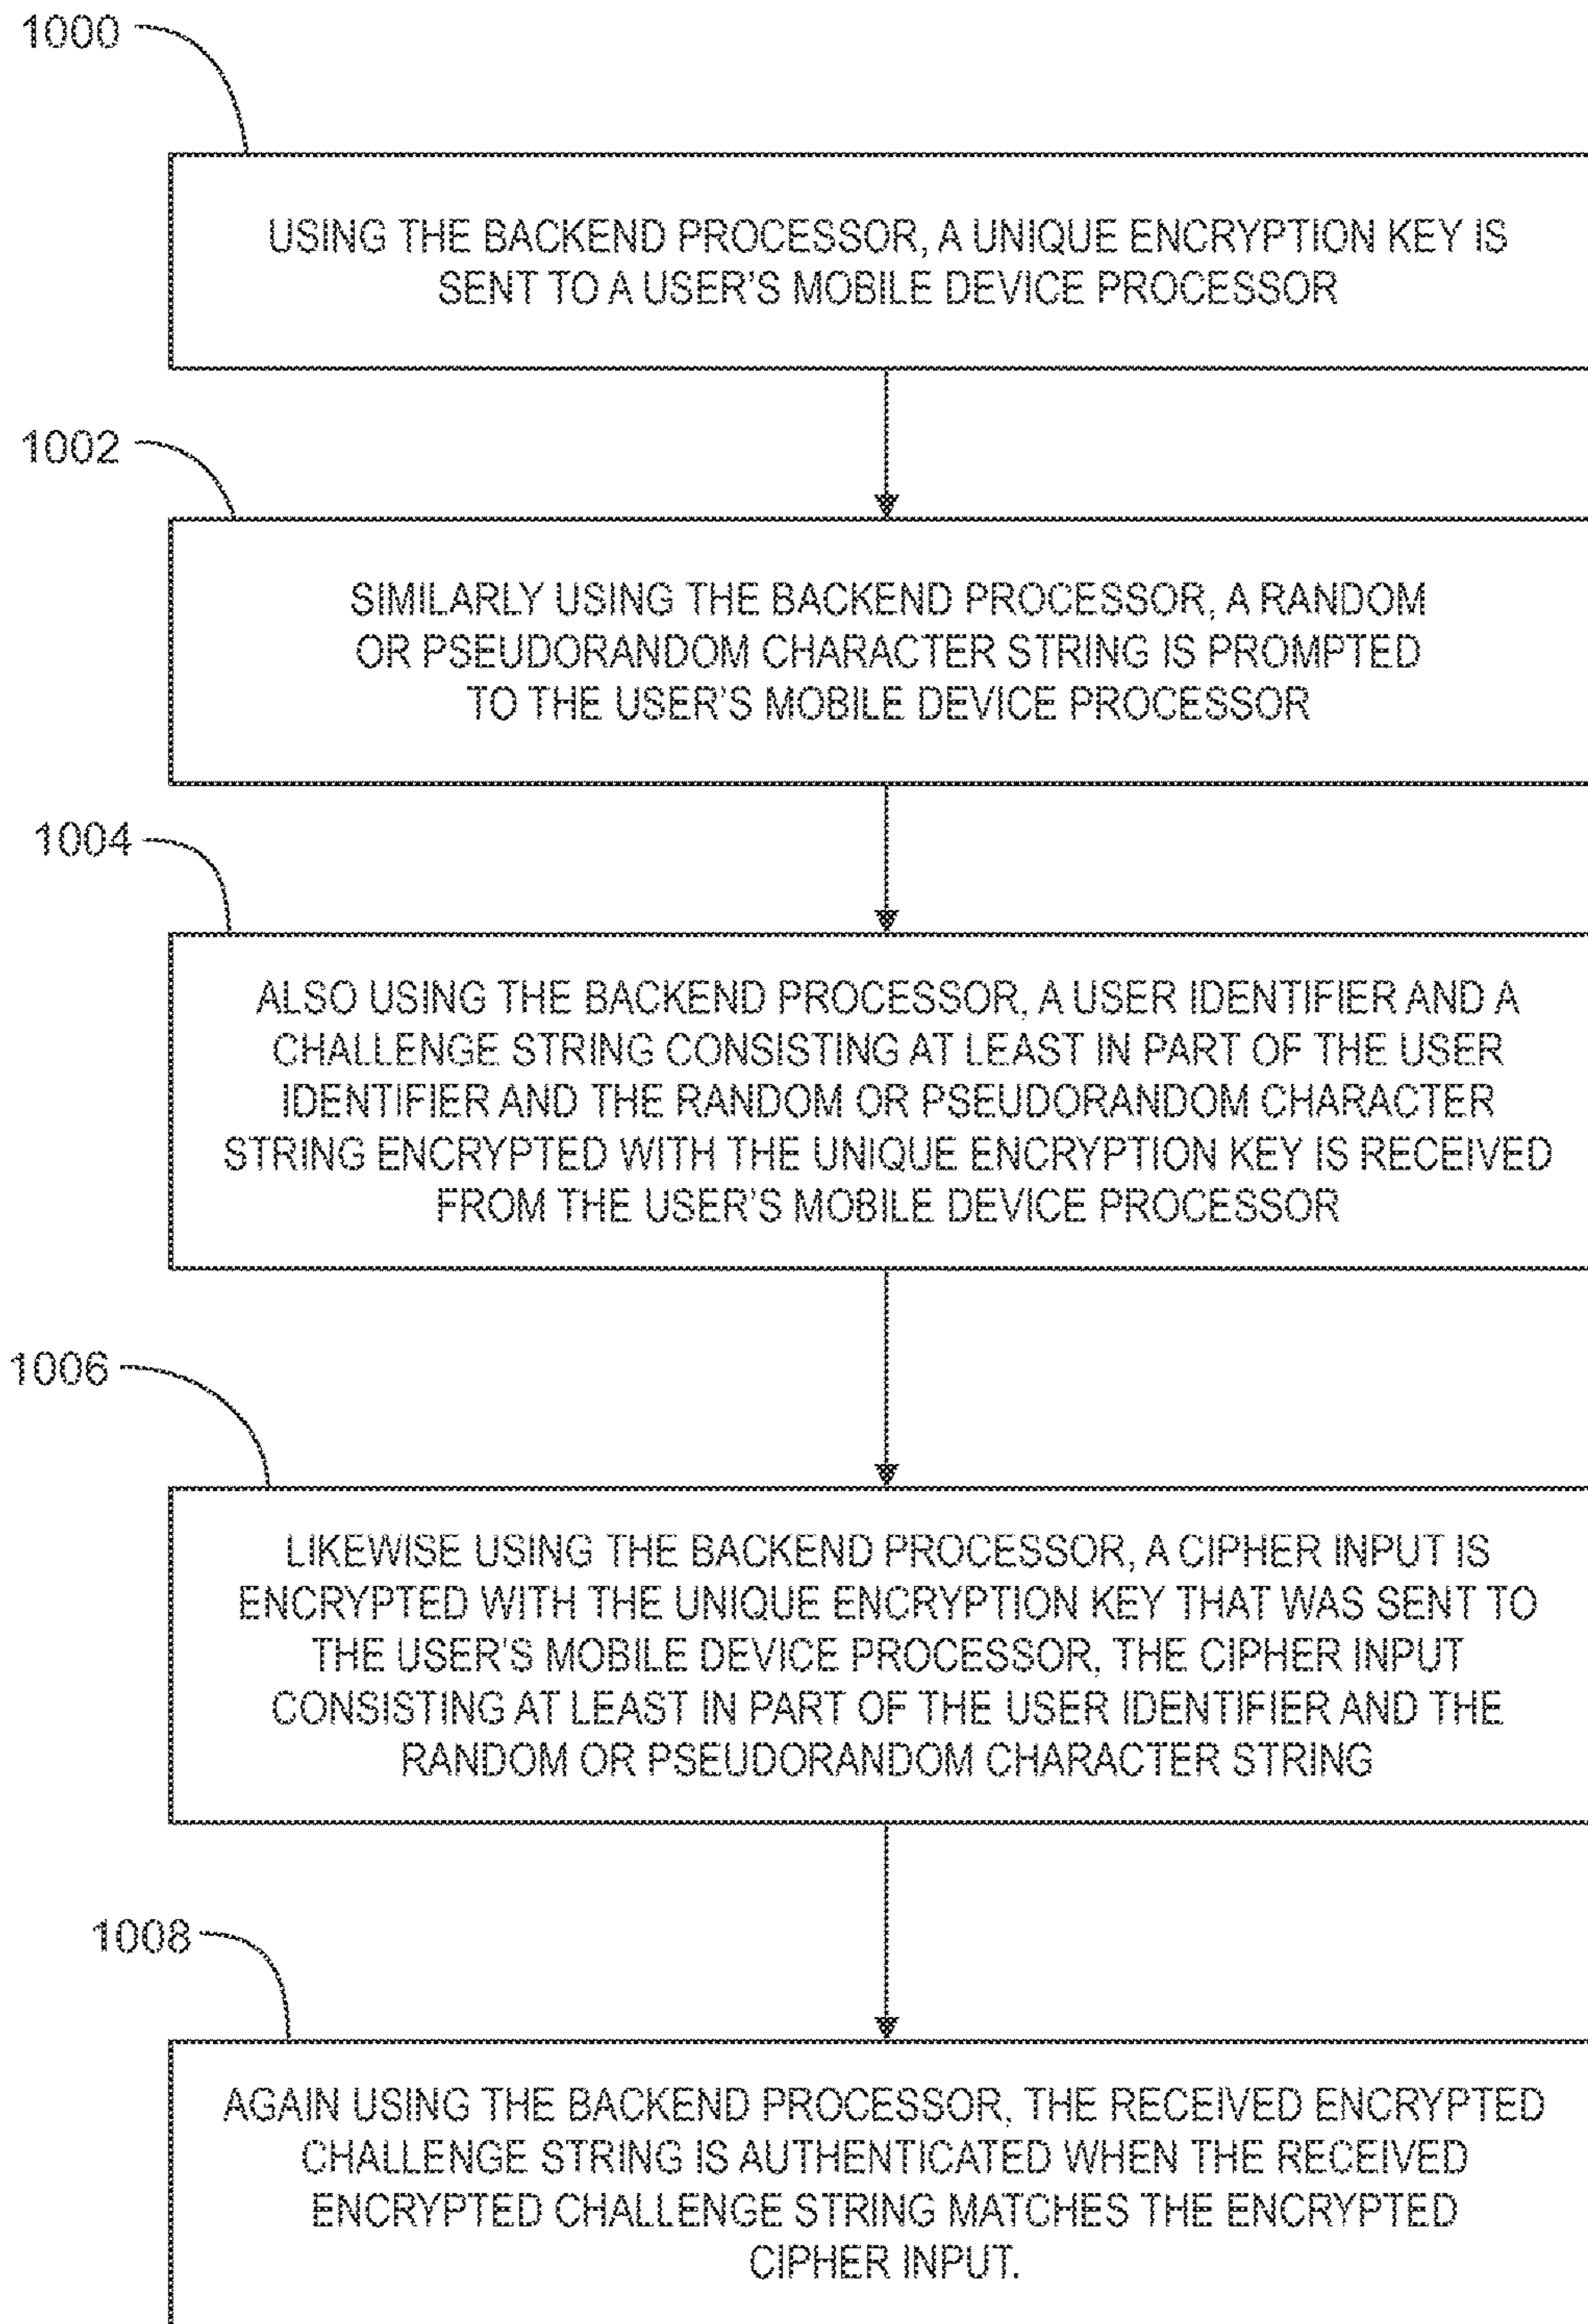 1000
USING THE BACKEND PROCESSOR, A UNIQUE ENCRYPTION KEY IS
SENT TO A USER'S MOBILE DEVICE PROCESSOR
1002
SIMILARLY USING THE BACKEND PROCESSOR, A RANDOM
OR PSEUDORANDOM CHARACTER STRING IS PROMPTED
TO THE USER'S MOBILE DEVICE PROCESSOR
1004
ALSO USING THE BACKEND PROCESSOR, A USER IDENTIFIER AND A
CHALLENGE STRING CONSISTING AT LEAST IN PART OF THE USER
IDENTIFIER AND THE RANDOM OR PSEUDORANDOM CHARACTER
STRING ENCRYPTED WITH THE UNIQUE ENCRYPTION KEY IS RECEIVED
FROM THE USER'S MOBILE DEVICE PROCESSOR
1006
LIKEWISE USING THE BACKEND PROCESSOR, A CIPHER INPUT IS
ENCRYPTED WITH THE UNIQUE ENCRYPTION KEY THAT WAS SENT TO
THE USER'S MOBILE DEVICE PROCESSOR, THE CIPHER INPUT
CONSISTING AT LEAST IN PART OF THE USER IDENTIFIER AND THE
RANDOM OR PSEUDORANDOM CHARACTER STRING
1008
AGAIN USING THE BACKEND PROCESSOR, THE RECEIVED ENCRYPTED
CHALLENGE STRING IS AUTHENTICATED WHEN THE RECEIVED
ENCRYPTED CHALLENGE STRING MATCHES THE ENCRYPTED
CIPHER INPUT.